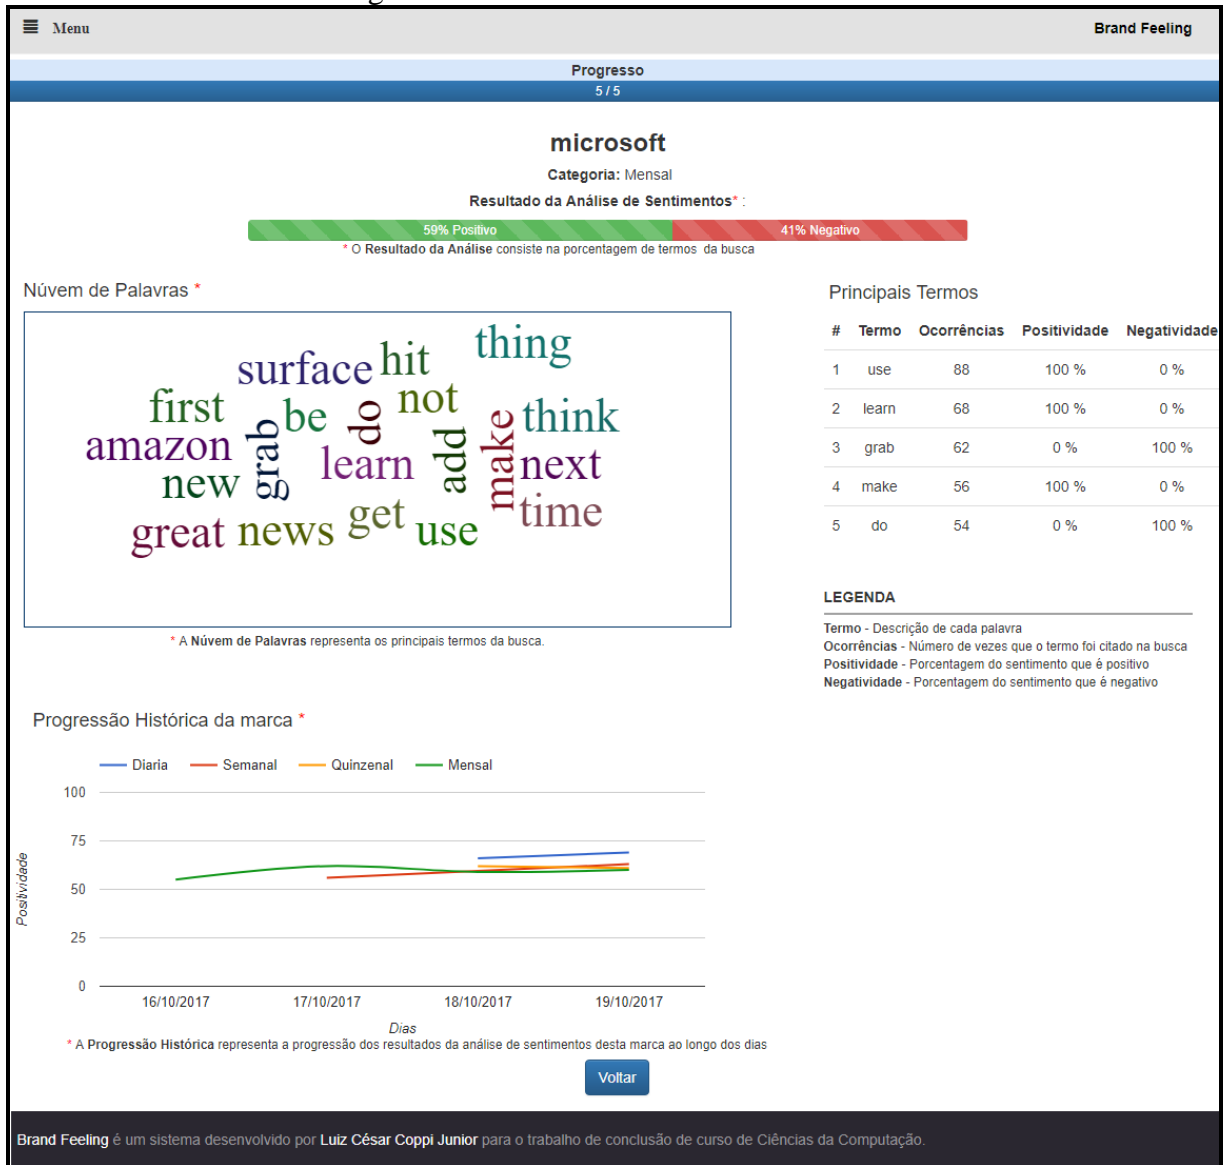 Menu
Brand Feeling
Progresso
5 / 5
microsoft
Categoria: Mensal
Resultado da Análise de Sentimentos* :
59% Positivo
41% Negativo
* O Resultado da Análise consiste na porcentagem de termos da busca
Núvem de Palavras *
thing
surface
hit
first
be
do
not
think
amazon
grab
learn
add
make
next
new
great
news
get
use
time
* A Núvem de Palavras representa os principais termos da busca.
Principais Termos
# Termo Ocorrências Positividade Negatividade
1 use 88 100 % 0 %
2 learn 68 100 % 0 %
3 grab 62 0 % 100 %
4 make 56 100 % 0 %
5 do 54 0 % 100 %
LEGENDA
Termo - Descrição de cada palavra
Ocorrências - Número de vezes que o termo foi citado na busca
Positividade - Porcentagem do sentimento que é positivo
Negatividade - Porcentagem do sentimento que é negativo
Progressão Histórica da marca *
Diaria Semanal Quinzenal Mensal
100
75
50
25
0
Positividade
16/10/2017 17/10/2017 18/10/2017 19/10/2017
Dias
* A Progressão Histórica representa a progressão dos resultados da análise de sentimentos desta marca ao longo dos dias
Voltar
Brand Feeling é um sistema desenvolvido por Luiz César Coppi Junior para o trabalho de conclusão de curso de Ciências da Computação.